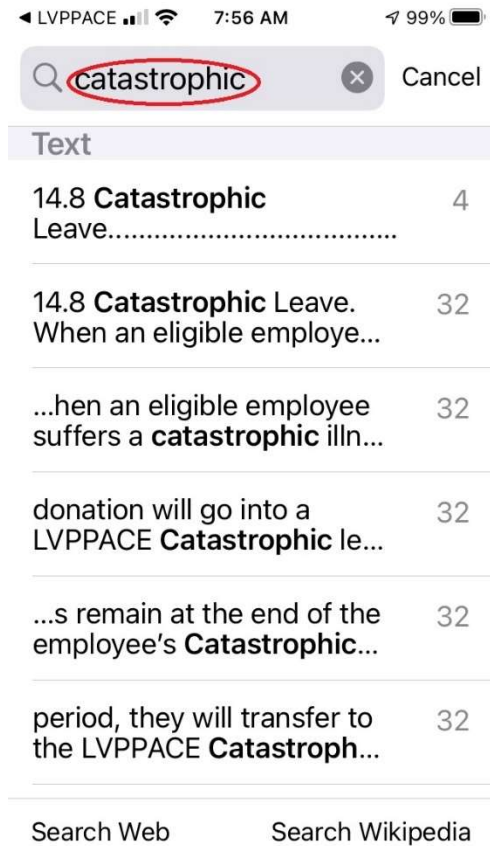 ◀ LVPPACE 7:56 AM 99%
catastrophic Cancel
Text
14.8 Catastrophic 4
Leave.....................................
14.8 Catastrophic Leave. 32
When an eligible employe...
...hen an eligible employee 32
suffers a catastrophic illn...
donation will go into a 32
LVPPACE Catastrophic le...
...s remain at the end of the 32
employee’s Catastrophic...
period, they will transfer to 32
the LVPPACE Catastroph...
Search Web Search Wikipedia